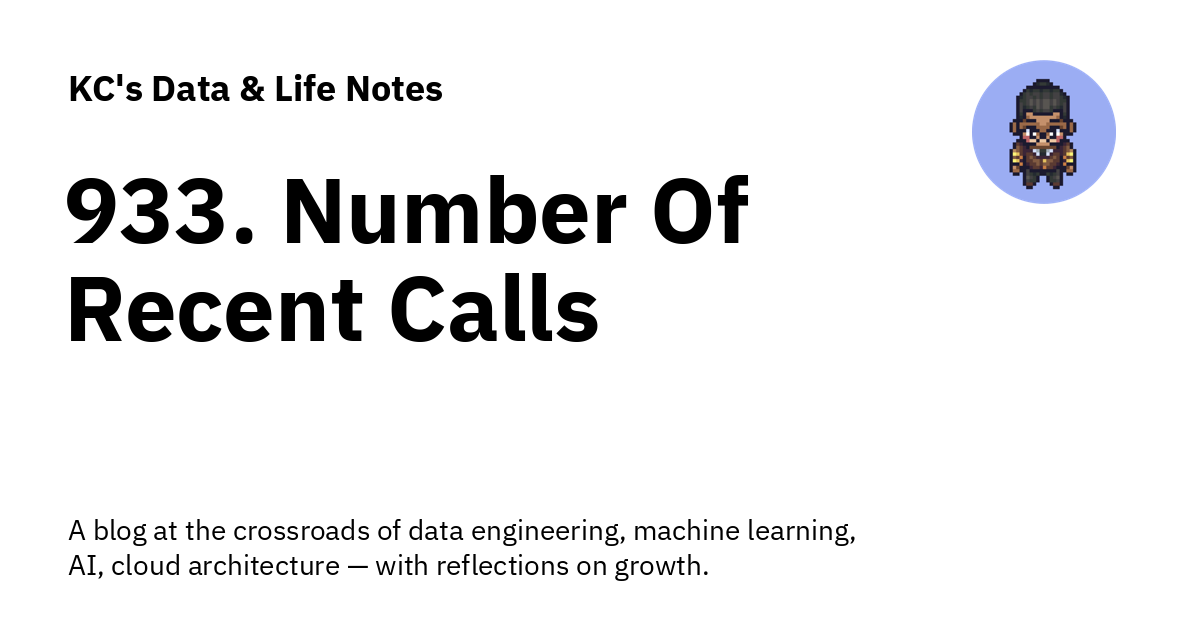 KC's Data & Life Notes
933. Number Of
Recent Calls
A blog at the crossroads of data engineering, machine learning,
AI, cloud architecture — with reflections on growth.